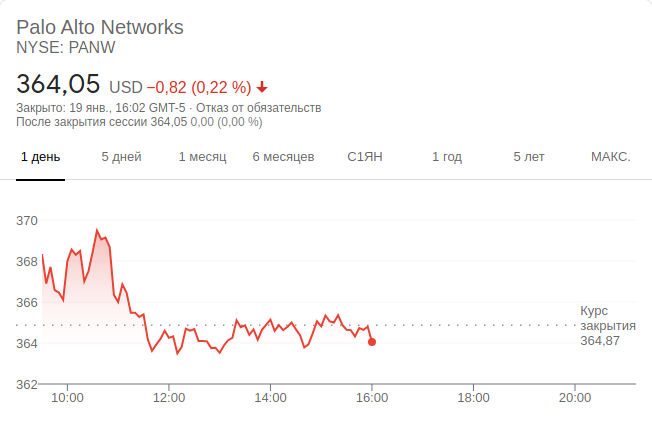 Palo Alto Networks
NYSE: PANW
364,05 USD −0,82 (0,22 %)
Закрыто: 19 янв., 16:02 GMT-5 · Отказ от обязательств
После закрытия сессии 364,05 0,00 (0,00 %)
1 день 5 дней 1 месяц 6 месяцев С1ЯН 1 год 5 лет МАКС.
370
368
366
Курс
закрытия
364,87
364
362
10:00 12:00 14:00 16:00 18:00 20:00